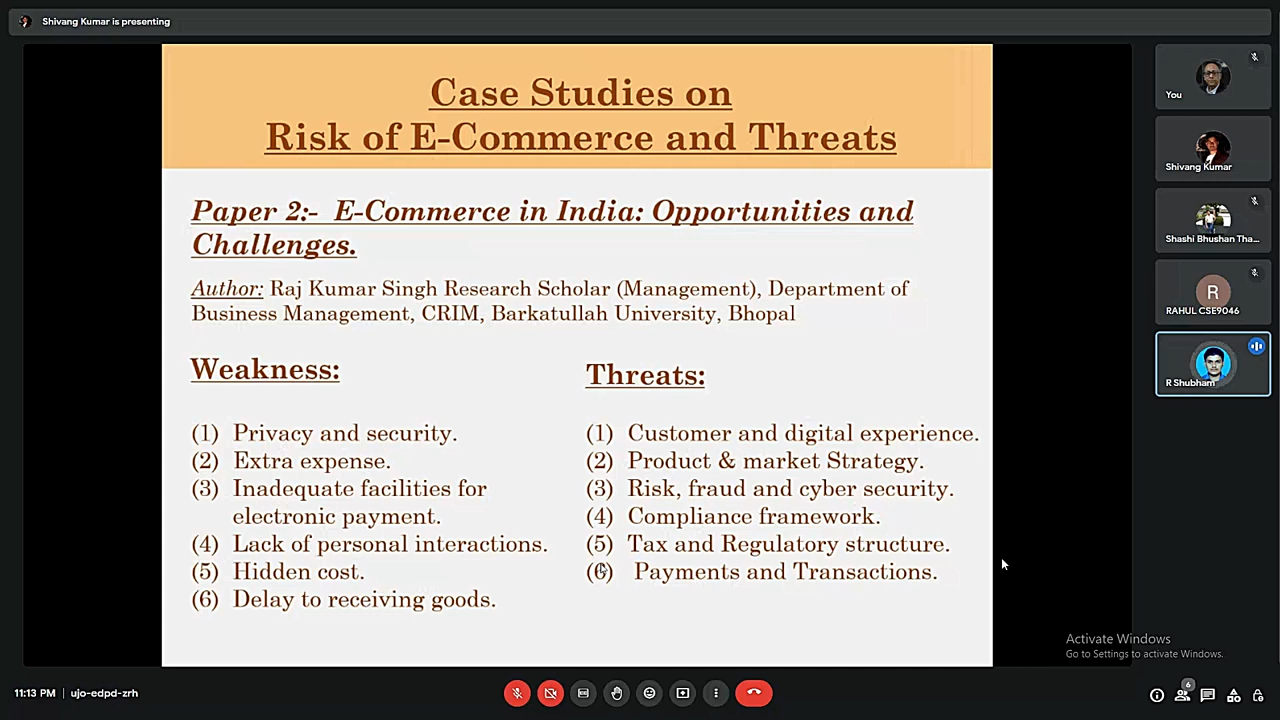 Shivang Kumar is presenting
Case Studies on
Risk of E-Commerce and Threats
Paper 2:- E-Commerce in India: Opportunities and
Challenges.
Author: Raj Kumar Singh Research Scholar (Management), Department of
Business Management, CRIM, Barkatullah University, Bhopal
Weakness:
(1) Privacy and security.
(2) Extra expense.
(3) Inadequate facilities for
electronic payment.
(4) Lack of personal interactions.
(5) Hidden cost.
(6) Delay to receiving goods.
Threats:
(1) Customer and digital experience.
(2) Product & market Strategy.
(3) Risk, fraud and cyber security.
(4) Compliance framework.
(5) Tax and Regulatory structure.
(6) Payments and Transactions.
You
Shivang Kumar
Shashi Bhushan Tha...
R
RAHUL CSE9046
R Shubham
Activate Windows
Go to Settings to activate Windows.
11:13 PM | ujo-edpd-zrh
6